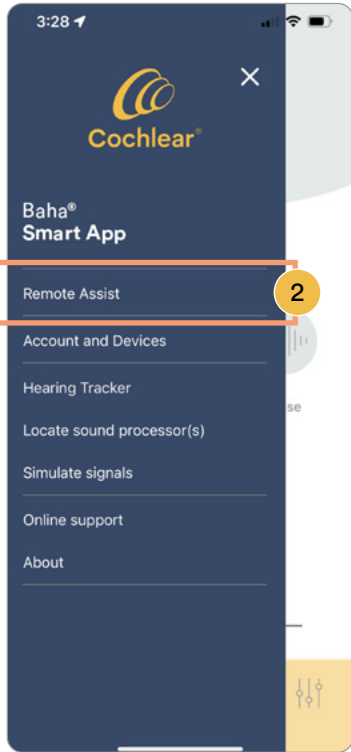 3:28
Cochlear®
Baha®
Smart App
Remote Assist
2
Account and Devices
Hearing Tracker
se
Locate sound processor(s)
Simulate signals
Online support
About